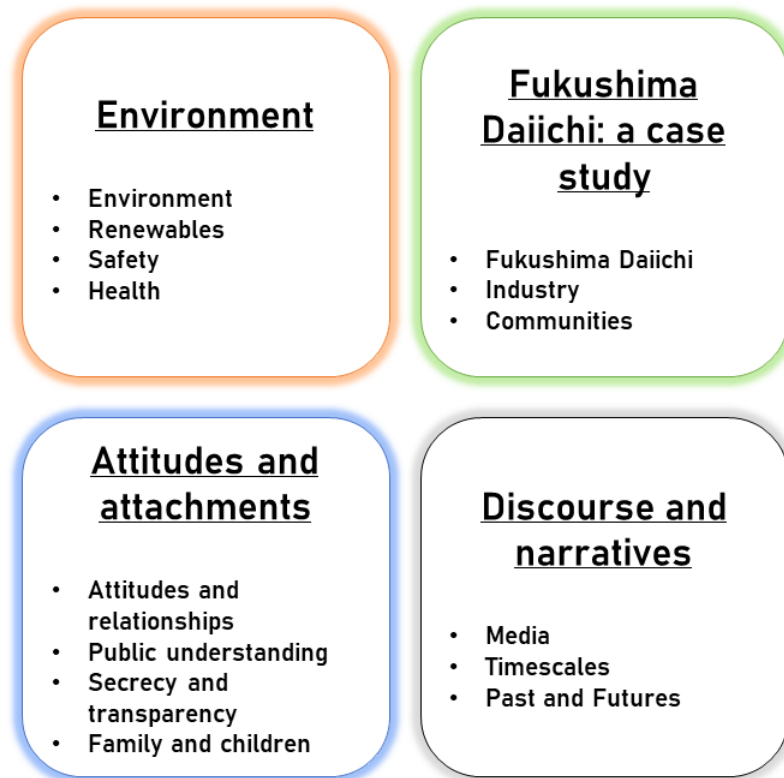 Environment
• Environment
• Renewables
• Safety
• Health
Fukushima
Daiichi: a case
study
• Fukushima Daiichi
• Industry
• Communities
Attitudes and
attachments
• Attitudes and
relationships
• Public understanding
• Secrecy and
transparency
• Family and children
Discourse and
narratives
• Media
• Timescales
• Past and Futures